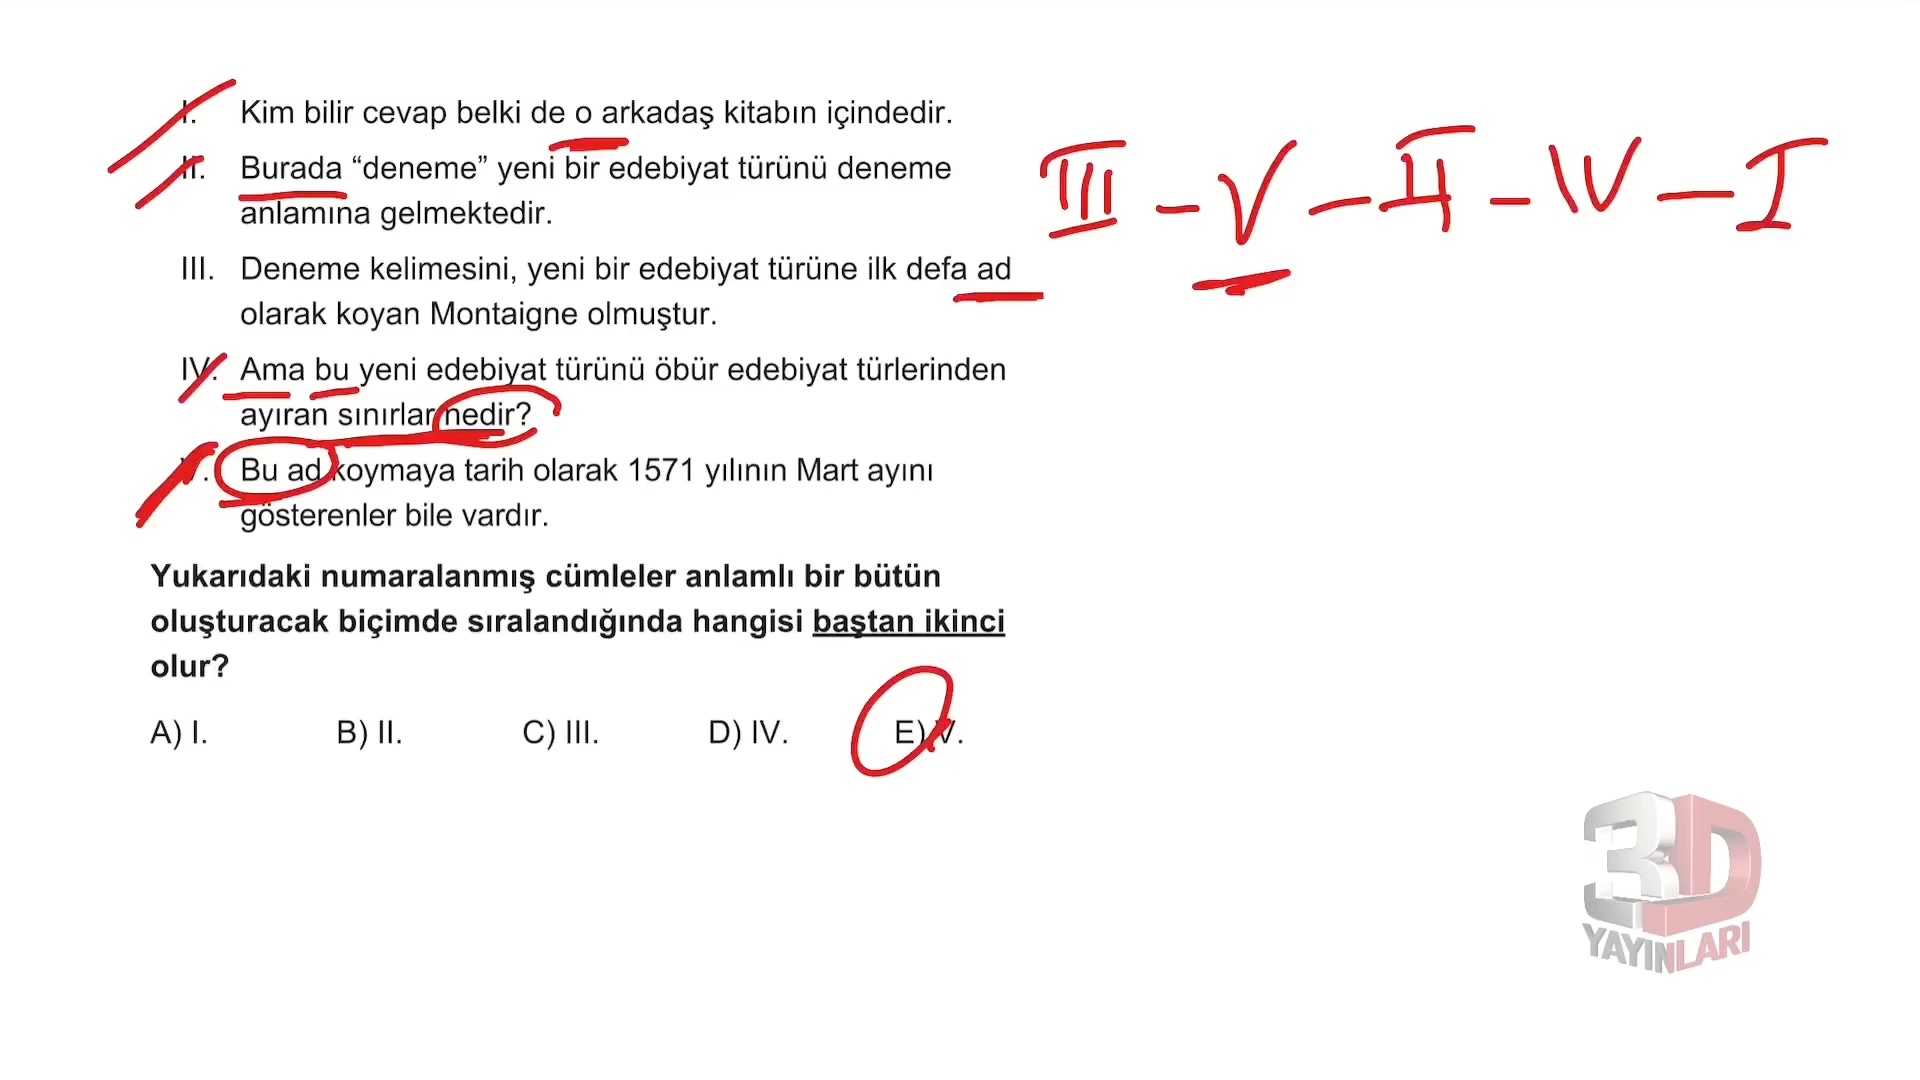 I. Kim bilir cevap belki de o arkadaş kitabın içindedir.
II. Burada “deneme” yeni bir edebiyat türünü deneme
anlamına gelmektedir.
III. Deneme kelimesini, yeni bir edebiyat türüne ilk defa ad
olarak koyan Montaigne olmuştur.
IV. Ama bu yeni edebiyat türünü öbür edebiyat türlerinden
ayıran sınırlar nedir?
V. Bu ad koymaya tarih olarak 1571 yılının Mart ayını
gösterenler bile vardır.
Yukarıdaki numaralanmış cümleler anlamlı bir bütün
oluşturacak biçimde sıralandığında hangisi baştan ikinci
olur?
A) I. B) II. C) III. D) IV. E) V.
III - V - II - IV - I
3D
YAYINLARI